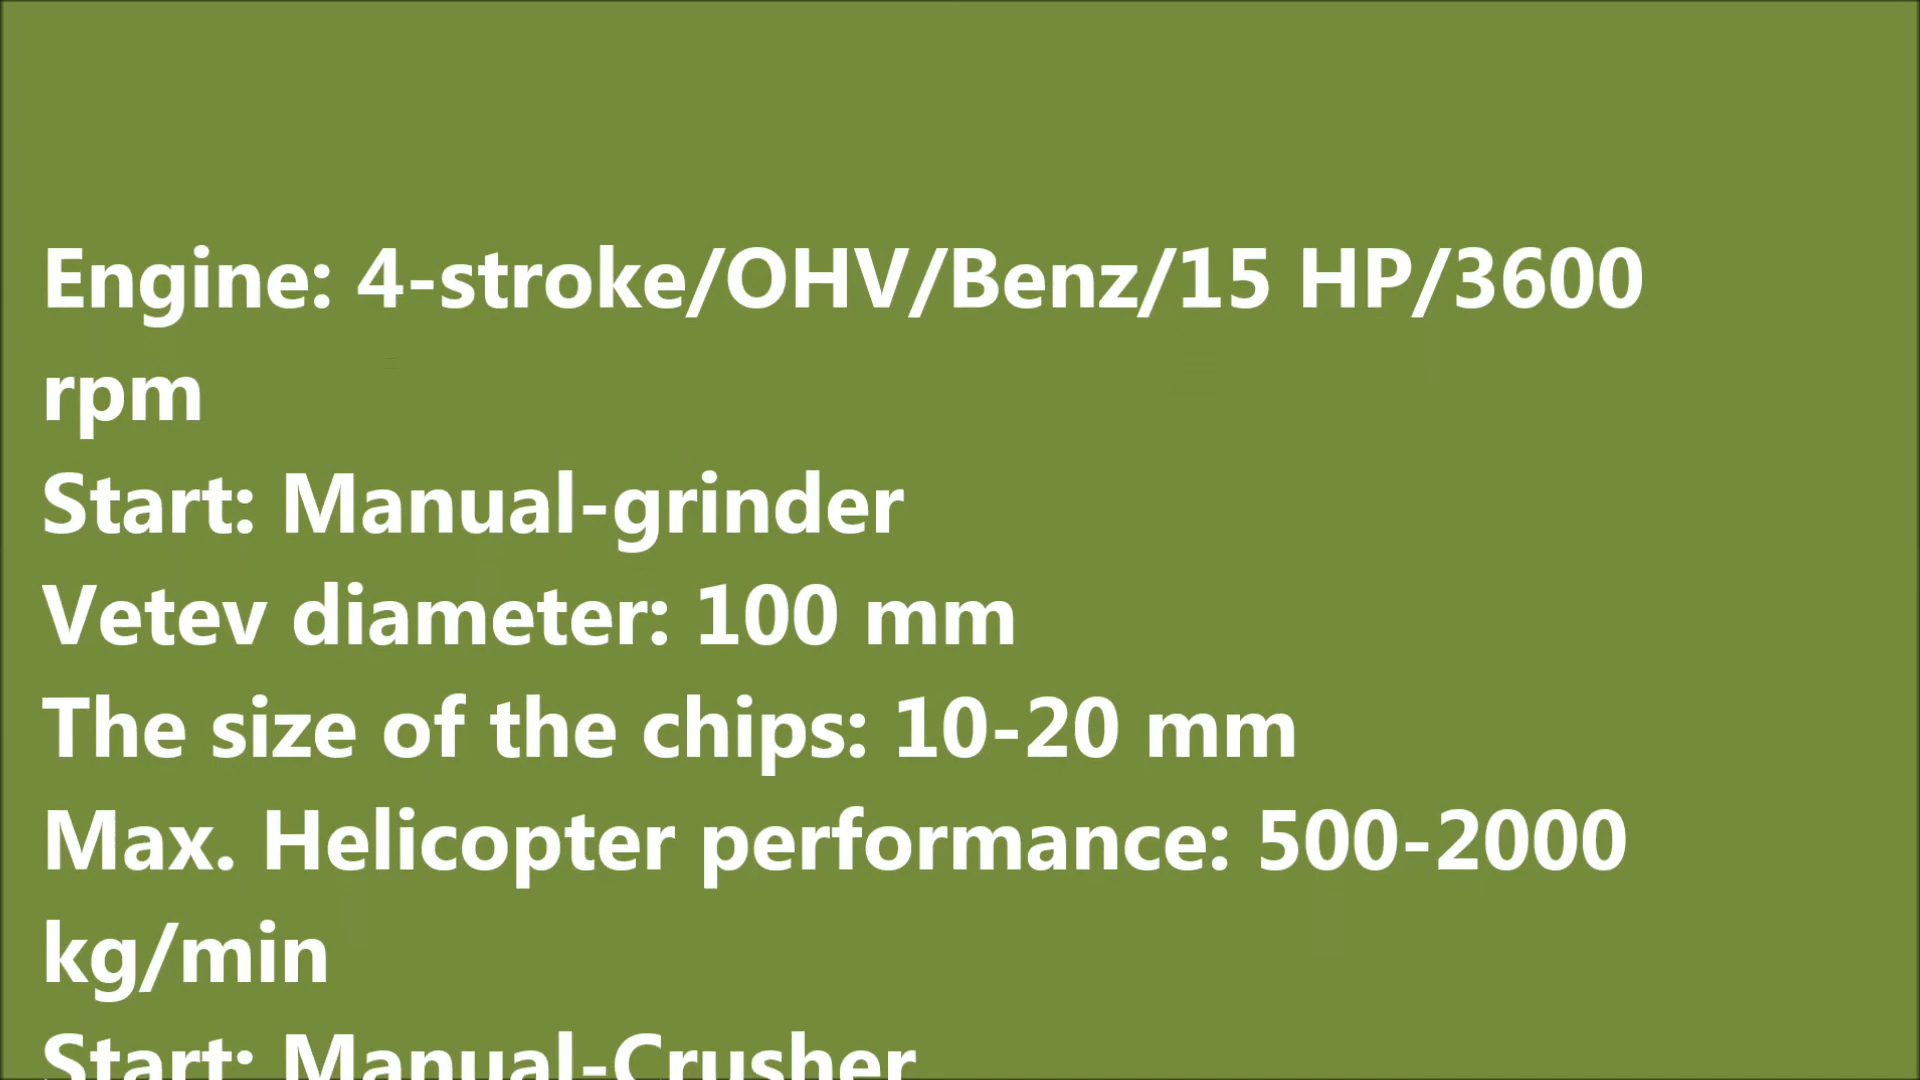 Engine: 4-stroke/OHV/Benz/15 HP/3600
rpm
Start: Manual-grinder
Vetev diameter: 100 mm
The size of the chips: 10-20 mm
Max. Helicopter performance: 500-2000
kg/min
Start: Manual-Crusher